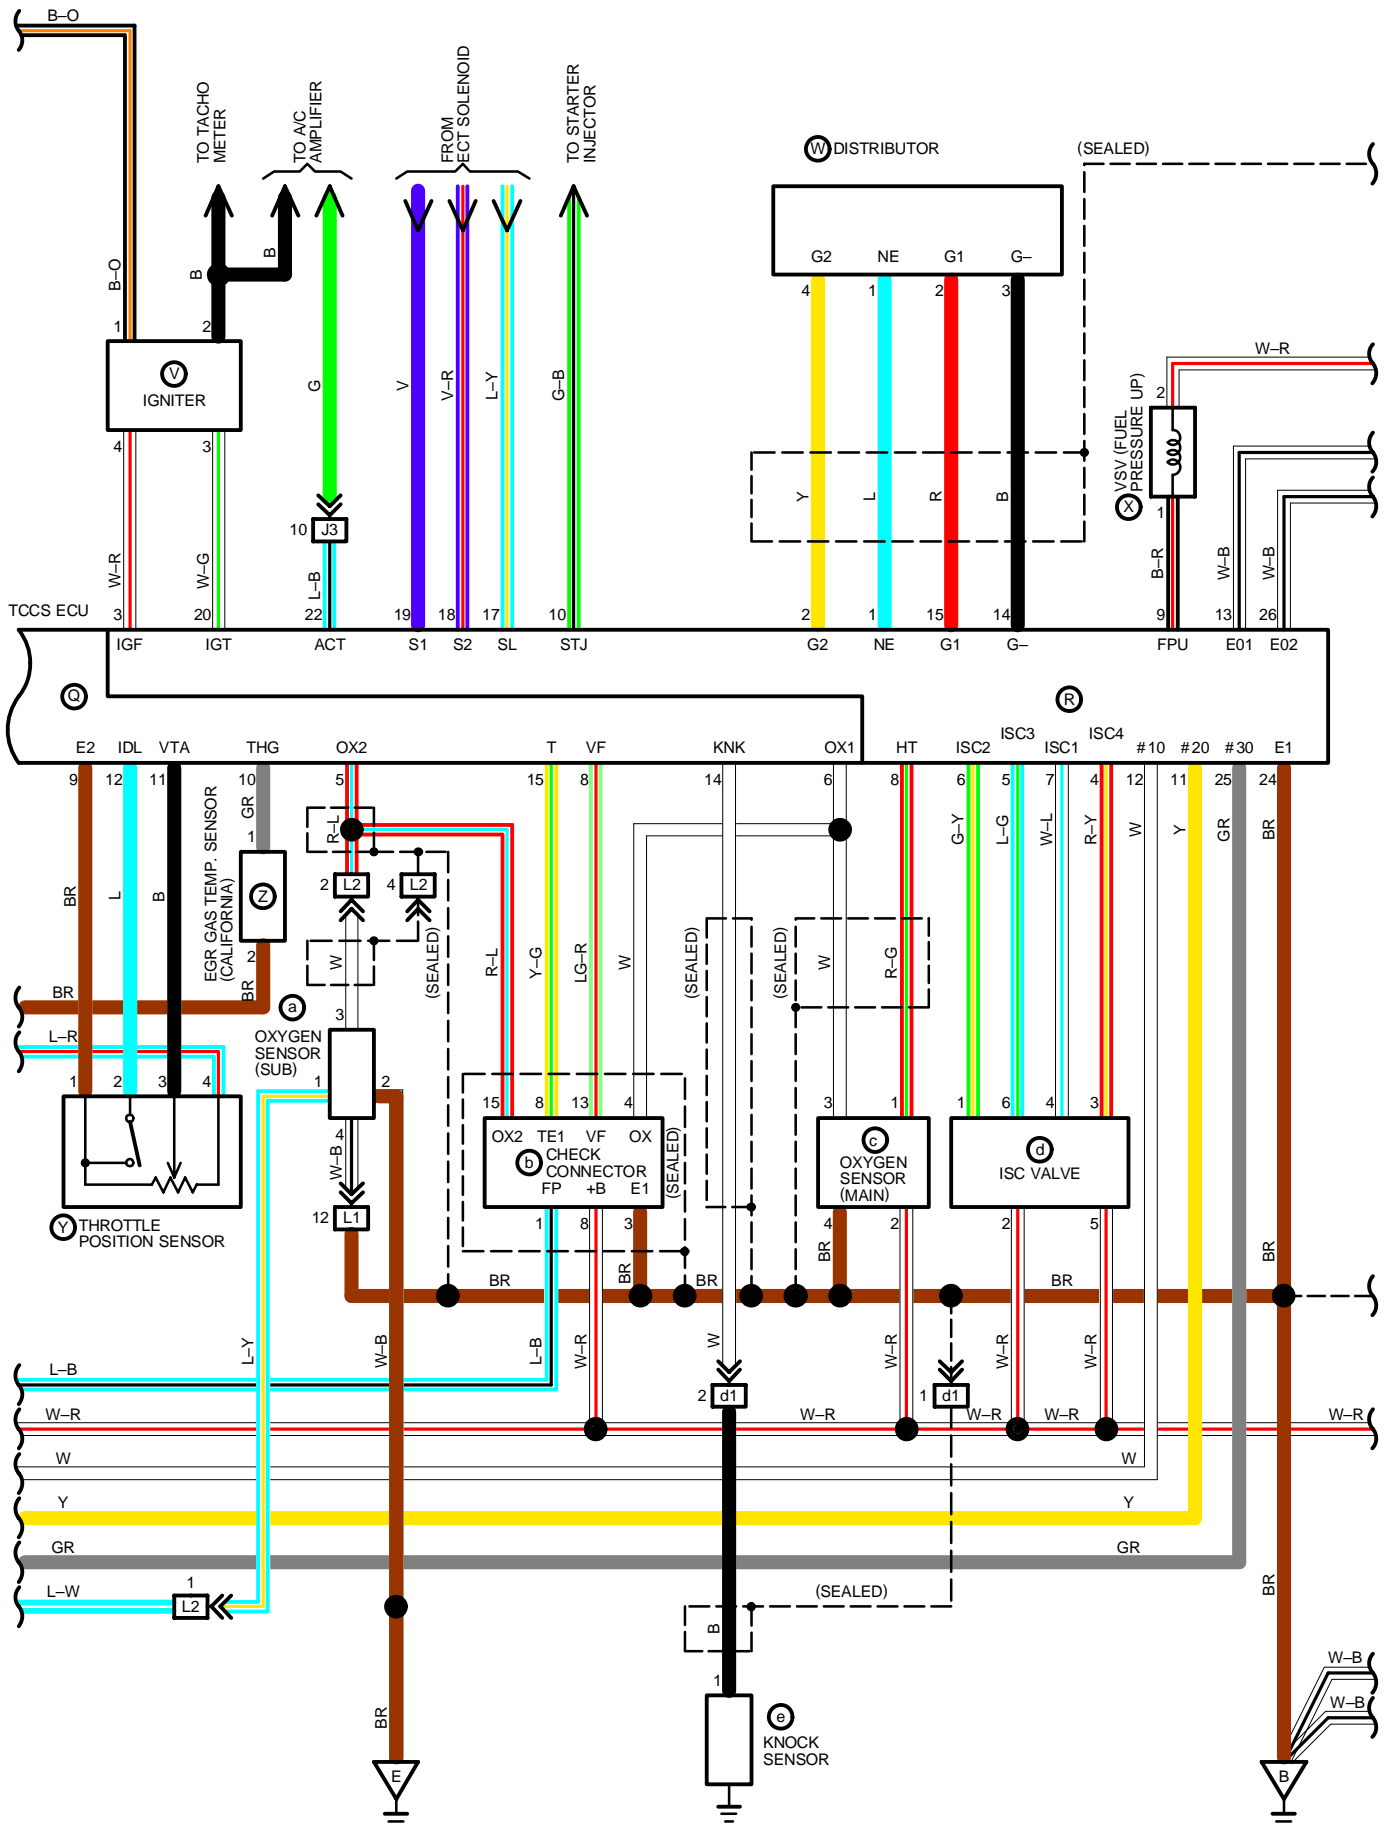 B–O
TO TACHO
METER
TO A/C
AMPLIFIER
FROM
ECT SOLENOID
TO STARTER
INJECTOR
W DISTRIBUTOR
(SEALED)
G2 NE G1 G–
4 1 2 3
B–O
B
B
1 2
V
IGNITER
4 3
G
V
V–R
L–Y
G–B
W–R
2
VSV (FUEL
PRESSURE UP)
X
1
Y
L
R
B
10 J3
W–R
W–G
L–B
B–R
W–B
W–B
TCCS ECU
3 20 22 19 18 17 10 2 1 15 14 9 13 26
IGF IGT ACT S1 S2 SL STJ G2 NE G1 G– FPU E01 E02
Q
R
E2 IDL VTA THG OX2 T VF KNK OX1 HT ISC2 ISC3 ISC1 ISC4 #10 #20 #30 E1
9 12 11 10 5 15 8 14 6 8 6 5 7 4 12 11 25 24
GR
R–L
G–Y
L–G
W–L
R–Y
W
Y
GR
BR
1
EGR GAS TEMP. SENSOR
(CALIFORNIA)
Z
2
BR
BR
L
B
2 L2
4 L2
W
(SEALED)
R–L
Y–G
LG–R
W
(SEALED)
(SEALED)
W
R–G
BR
L–R
a
OXYGEN
SENSOR
(SUB)
3
1 2
4
1 2 3 4
Y THROTTLE
POSITION SENSOR
W–B
12 L1
15 8 13 4
OX2 TE1 VF OX
b CHECK
CONNECTOR
FP +B E1
1 8 3
(SEALED)
3 1
c
OXYGEN
SENSOR
(MAIN)
4 2
1 6 4 3
d
ISC VALVE
2 5
BR
BR
BR
BR
BR
BR
BR
L–Y
W–B
L–B
W–R
W
W–R
W–R
W–R
L–B
2 d1
1 d1
W–R
W–R
W–R
W–R
W–R
W
W
Y
Y
GR
GR
L–W
1
L2
(SEALED)
B
BR
BR
1
e
KNOCK
SENSOR
W–B
W–B
E
B